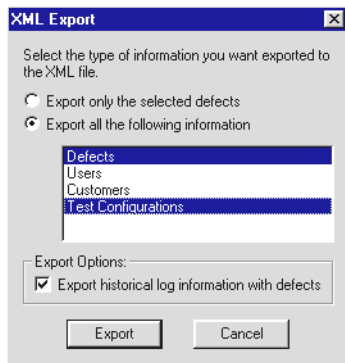 XML Export
Select the type of information you want exported to
the XML file.
Export only the selected defects
Export all the following information
Defects
Users
Customers
Test Configurations
Export Options:
Export historical log information with defects
Export
Cancel